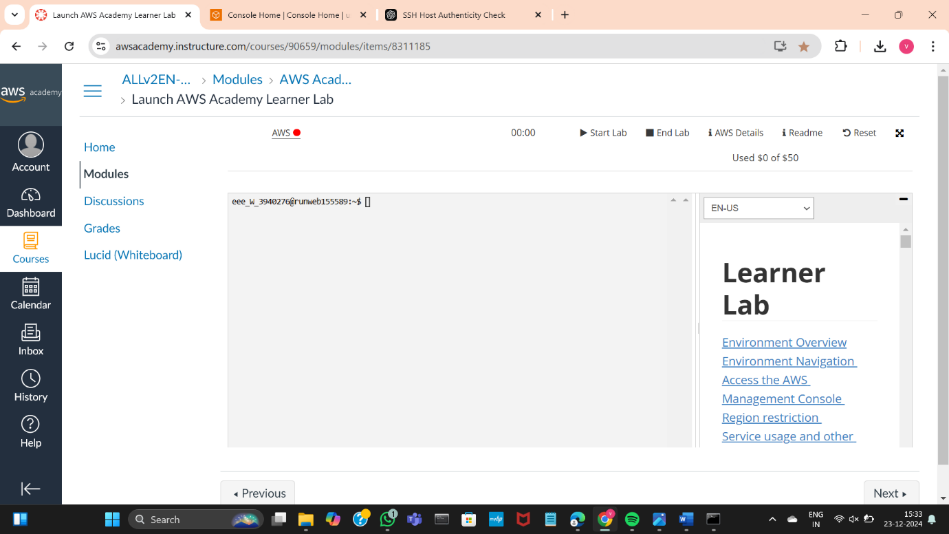 Launch AWS Academy Learner Lab
Console Home | Console Home | u
SSH Host Authenticity Check
awsacademy.instructure.com/courses/90659/modules/items/8311185
V
aws academy
Account
Dashboard
Courses
Calendar
Inbox
History
Help
ALLv2EN-... > Modules > AWS Acad...
> Launch AWS Academy Learner Lab
Home
Modules
Discussions
Grades
Lucid (Whiteboard)
AWS
00:00
Start Lab
End Lab
AWS Details
Readme
Reset
Used $0 of $50
eee_W_3940276@runweb155589:~$
EN-US
Learner
Lab
Environment Overview
Environment Navigation
Access the AWS
Management Console
Region restriction
Service usage and other
Previous
Next
Search
ENG
IN
15:33
23-12-2024